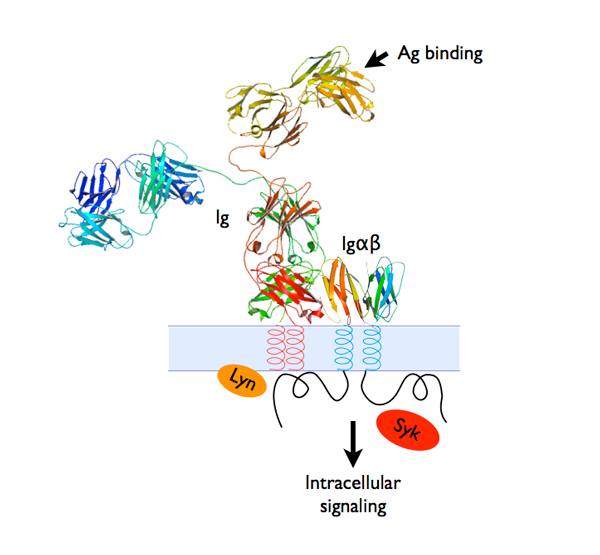 Ag binding
Ig
Igαβ
Lyn
Syk
Intracellular
signaling